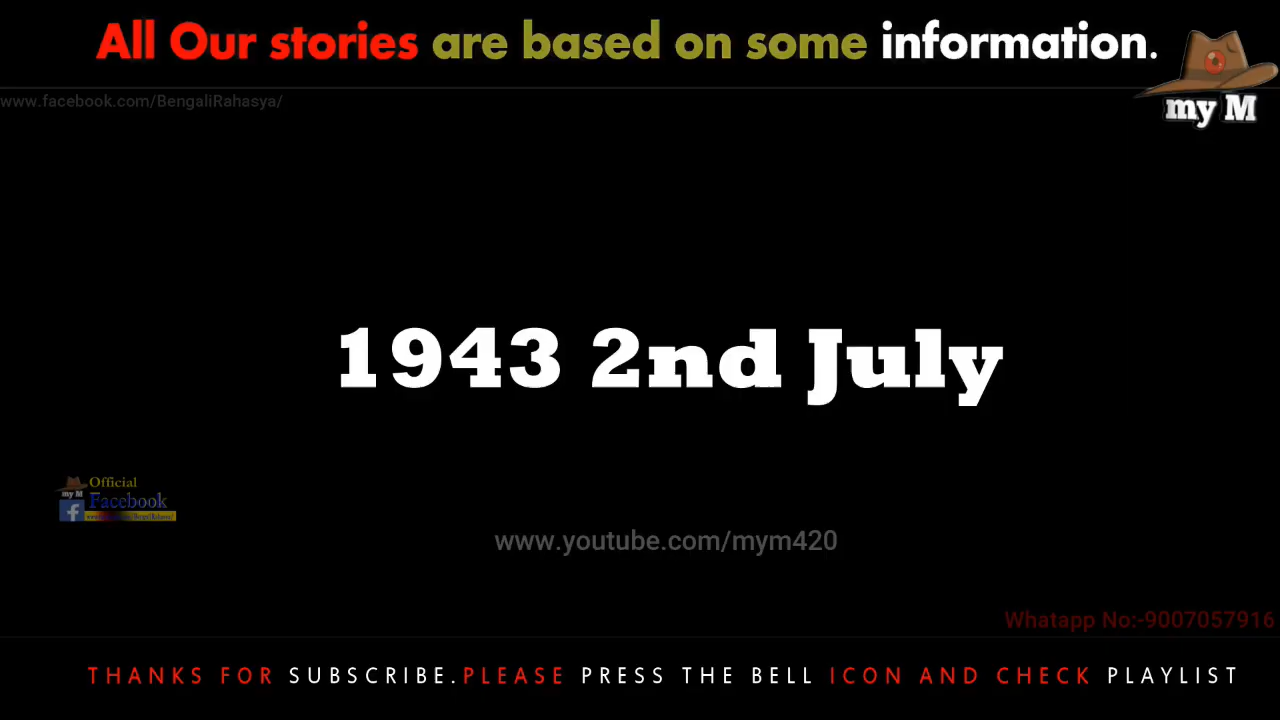 All Our stories are based on some information.
my M
www.facebook.com/BengaliRahasya/
1943 2nd July
Official
my M
Facebook
www.youtube.com/mym420
Whatapp No:-9007057916
THANKS FOR SUBSCRIBE.PLEASE PRESS THE BELL ICON AND CHECK PLAYLIST